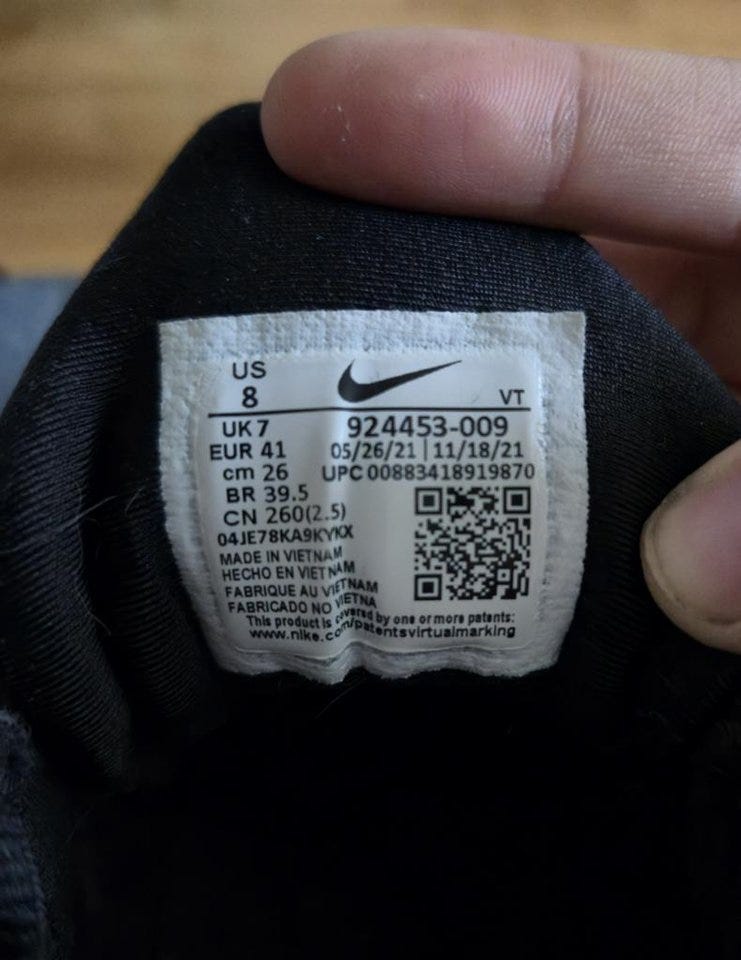 US
8
VT
UK 7
924453-009
EUR 41
05/26/21 | 11/18/21
cm 26
UPC 00883418919870
BR 39.5
CN 260(2.5)
04JE78KA9KYKX
MADE IN VIETNAM
HECHO EN VIETNAM
FABRIQUE AU VIETNAM
FABRICADO NO VIETNA
This product is covered by one or more patents:
www.nike.com/patentsvirtualmarking